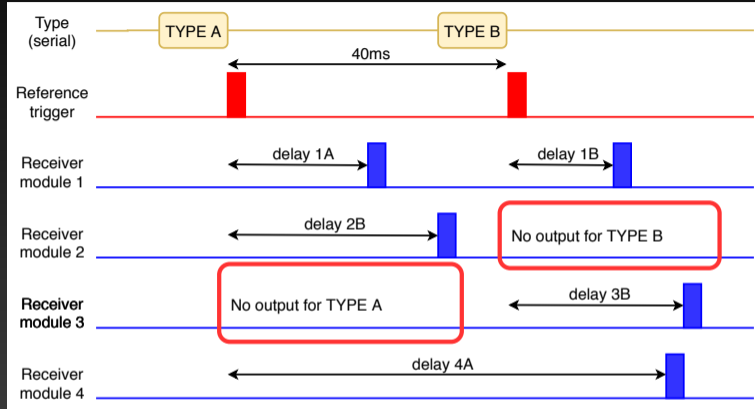 Type
(serial)
TYPE A
TYPE B
40ms
Reference
trigger
Receiver
module 1
delay 1A
delay 1B
Receiver
module 2
delay 2B
No output for TYPE B
Receiver
module 3
No output for TYPE A
delay 3B
Receiver
module 4
delay 4A